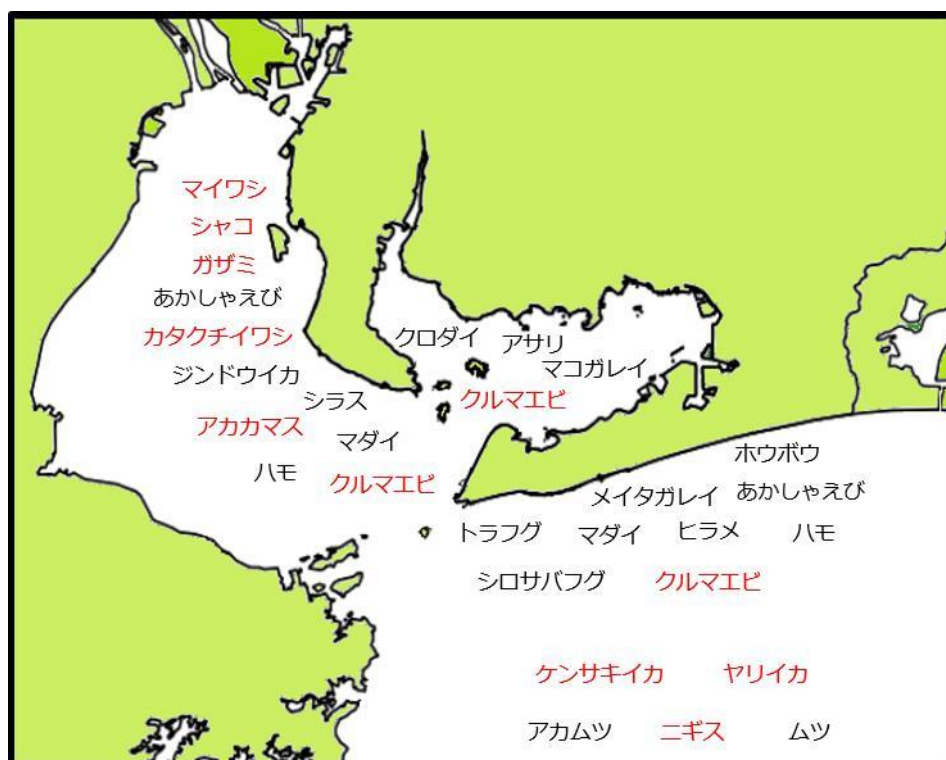 マイワシ
シャコ
ガザミ
あかしゃえび
カタクチイワシ
ジンドウイカ
シラス
アカカマス
マダイ
ハモ
クルマエビ
クロダイ
アサリ
マコガレイ
クルマエビ
ホウボウ
メイタガレイ
あかしゃえび
トラフグ
マダイ
ヒラメ
ハモ
シロサバフグ
クルマエビ
ケンサキイカ
ヤリイカ
アカムツ
ニギス
ムツ